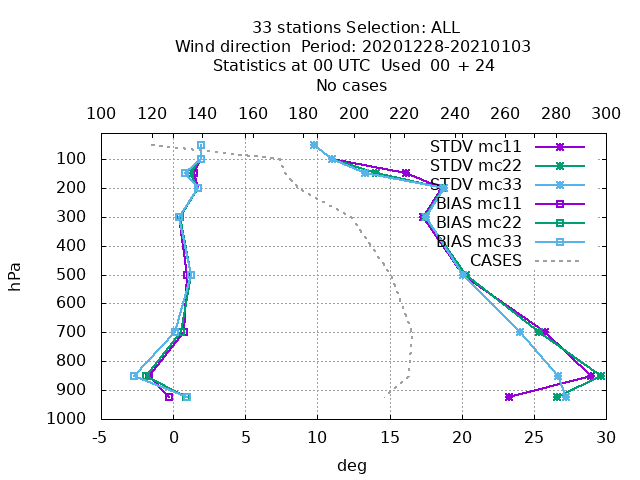 33 stations Selection: ALL
Wind direction  Period: 20201228-20210103
Statistics at 00 UTC  Used  00 + 24
No cases
100 120 140 160 180 200 220 240 260 280 300
STDV mc11
STDV mc22
STDV mc33
BIAS mc11
BIAS mc22
BIAS mc33
CASES
100
200
300
400
500
600
700
800
900
1000
hPa
-5 0 5 10 15 20 25 30
deg